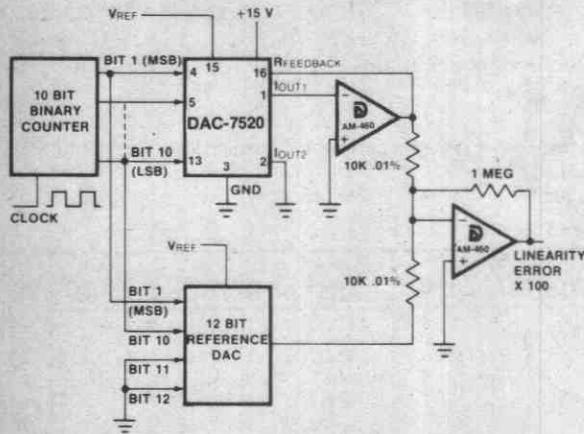 VREF
+15 V
BIT 1 (MSB)
4
15
16
RFEEDBACK
10 BIT
BINARY
COUNTER
5
DAC-7520
1
IOUT1
AM-460
BIT 10
(LSB)
13
3
2
IOUT2
GND
10K .01%
1 MEG
CLOCK
AM-460
LINEARITY
ERROR
X 100
VREF
10K .01%
BIT 1
(MSB)
BIT 10
BIT 11
BIT 12
12 BIT
REFERENCE
DAC
-
+
-
+